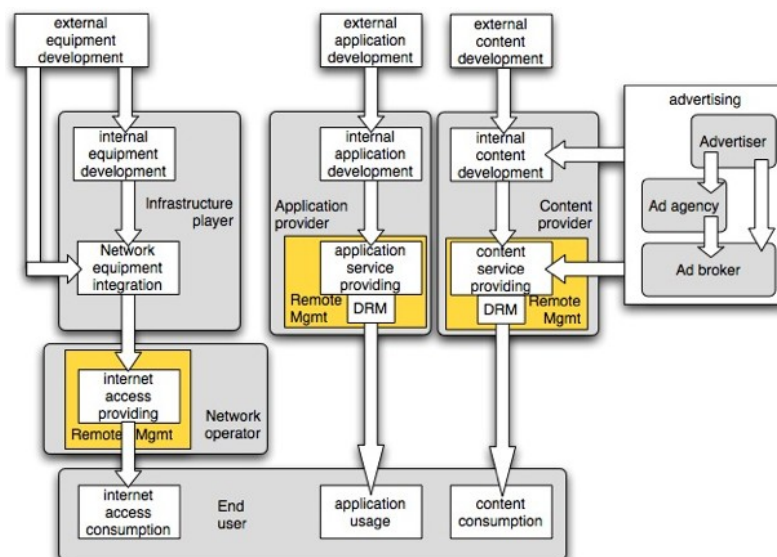 external
equipment
development
external
application
development
external
content
development
advertising
Advertiser
Ad agency
Ad broker
internal
equipment
development
Infrastructure
player
Network
equipment
integration
internal
application
development
Application
provider
application
service
providing
DRM
Remote
Mgmt
internal
content
development
Content
provider
content
service
providing
DRM
Remote
Mgmt
internet
access
providing
Remote Mgmt
Network
operator
internet
access
consumption
End
user
application
usage
content
consumption